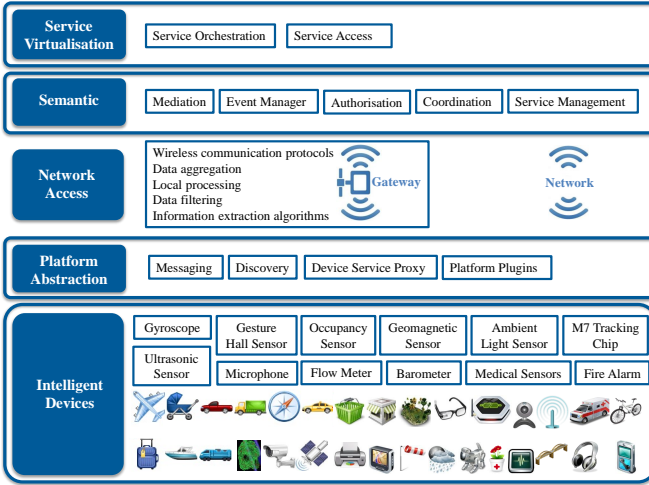 Service
Virtualisation
Service Orchestration
Service Access
Semantic
Mediation
Event Manager
Authorisation
Coordination
Service Management
Network
Access
Wireless communication protocols
Data aggregation
Local processing
Data filtering
Information extraction algorithms
Gateway
Network
Platform
Abstraction
Messaging
Discovery
Device Service Proxy
Platform Plugins
Intelligent
Devices
Gyroscope
Gesture
Hall Sensor
Occupancy
Sensor
Geomagnetic
Sensor
Ambient
Light Sensor
M7 Tracking
Chip
Ultrasonic
Sensor
Microphone
Flow Meter
Barometer
Medical Sensors
Fire Alarm